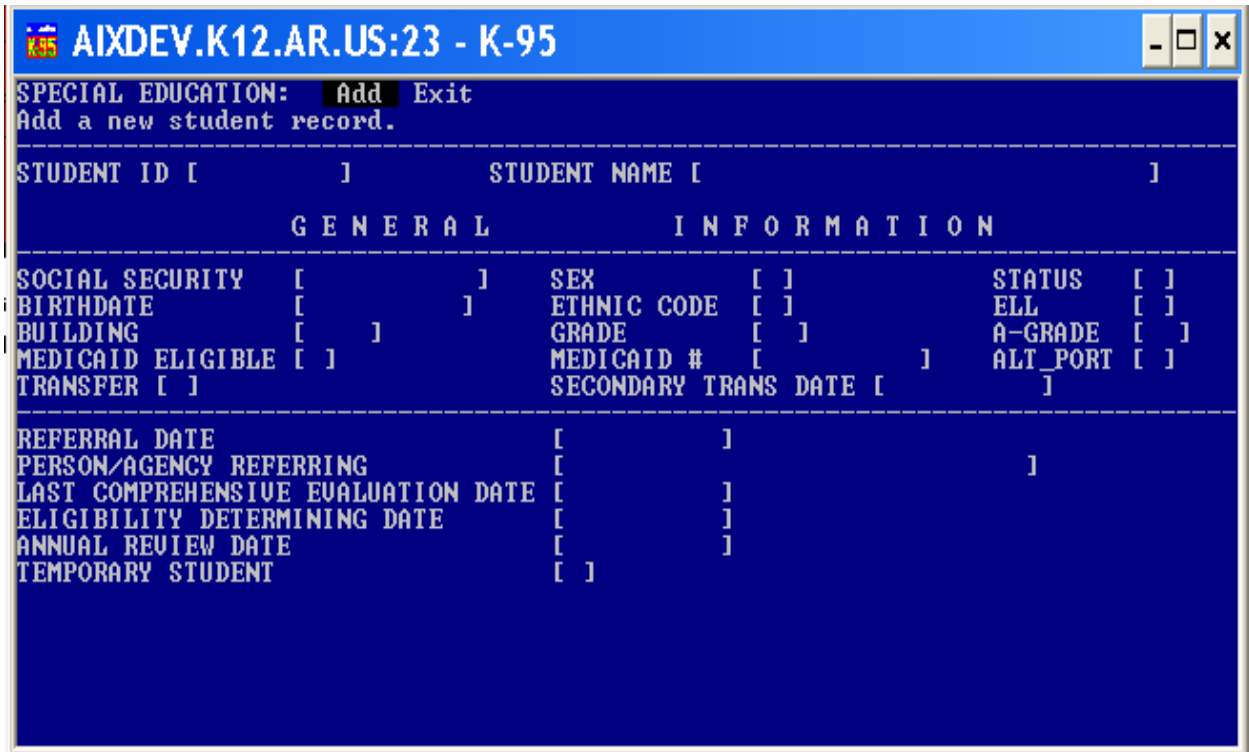 K95 AIXDEV.K12.AR.US:23 - K-95
SPECIAL EDUCATION: Add Exit
Add a new student record.
STUDENT ID [ ] STUDENT NAME [ ]
G E N E R A L I N F O R M A T I O N
SOCIAL SECURITY [ ] SEX [ ] STATUS [ ]
BIRTHDATE [ ] ETHNIC CODE [ ] ELL [ ]
BUILDING [ ] GRADE [ ] A-GRADE [ ]
MEDICAID ELIGIBLE [ ] MEDICAID # [ ] ALT_PORT [ ]
TRANSFER [ ] SECONDARY TRANS DATE [ ]
REFERRAL DATE [ ]
PERSON/AGENCY REFERRING [ ]
LAST COMPREHENSIVE EVALUATION DATE [ ]
ELIGIBILITY DETERMINING DATE [ ]
ANNUAL REVIEW DATE [ ]
TEMPORARY STUDENT [ ]